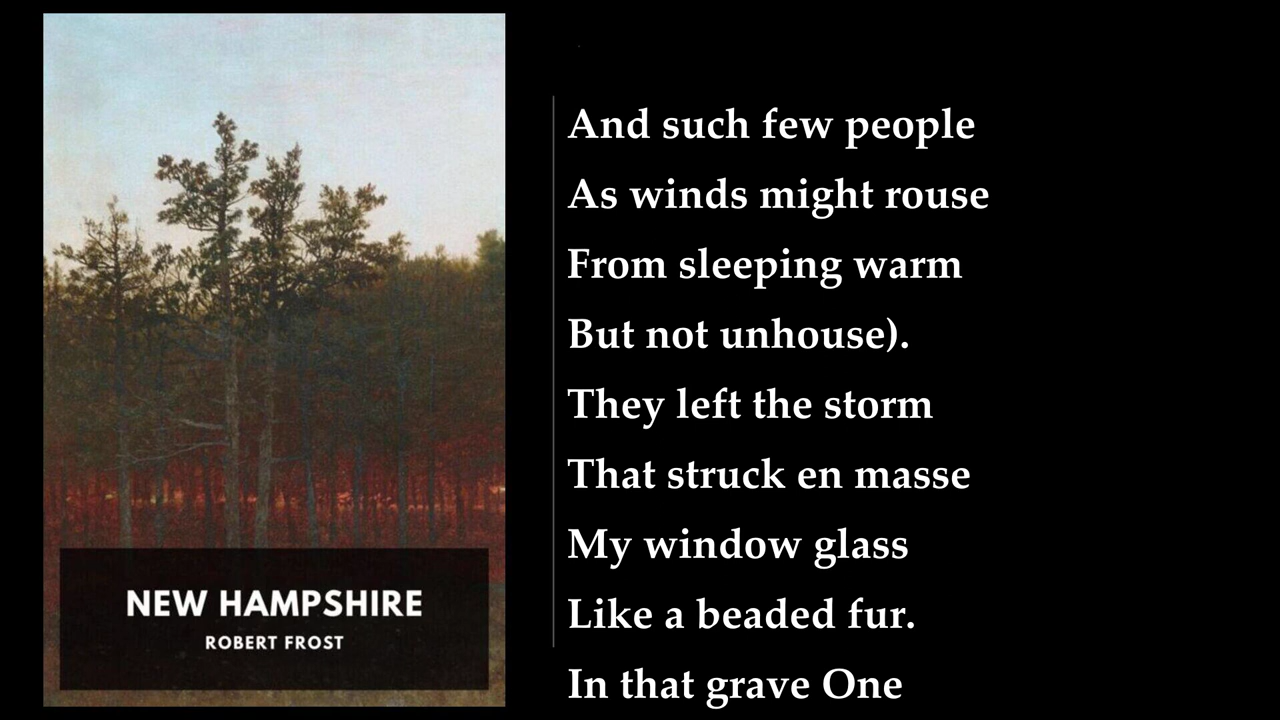 NEW HAMPSHIRE
ROBERT FROST
And such few people
As winds might rouse
From sleeping warm
But not unhouse).
They left the storm
That struck en masse
My window glass
Like a beaded fur.
In that grave One